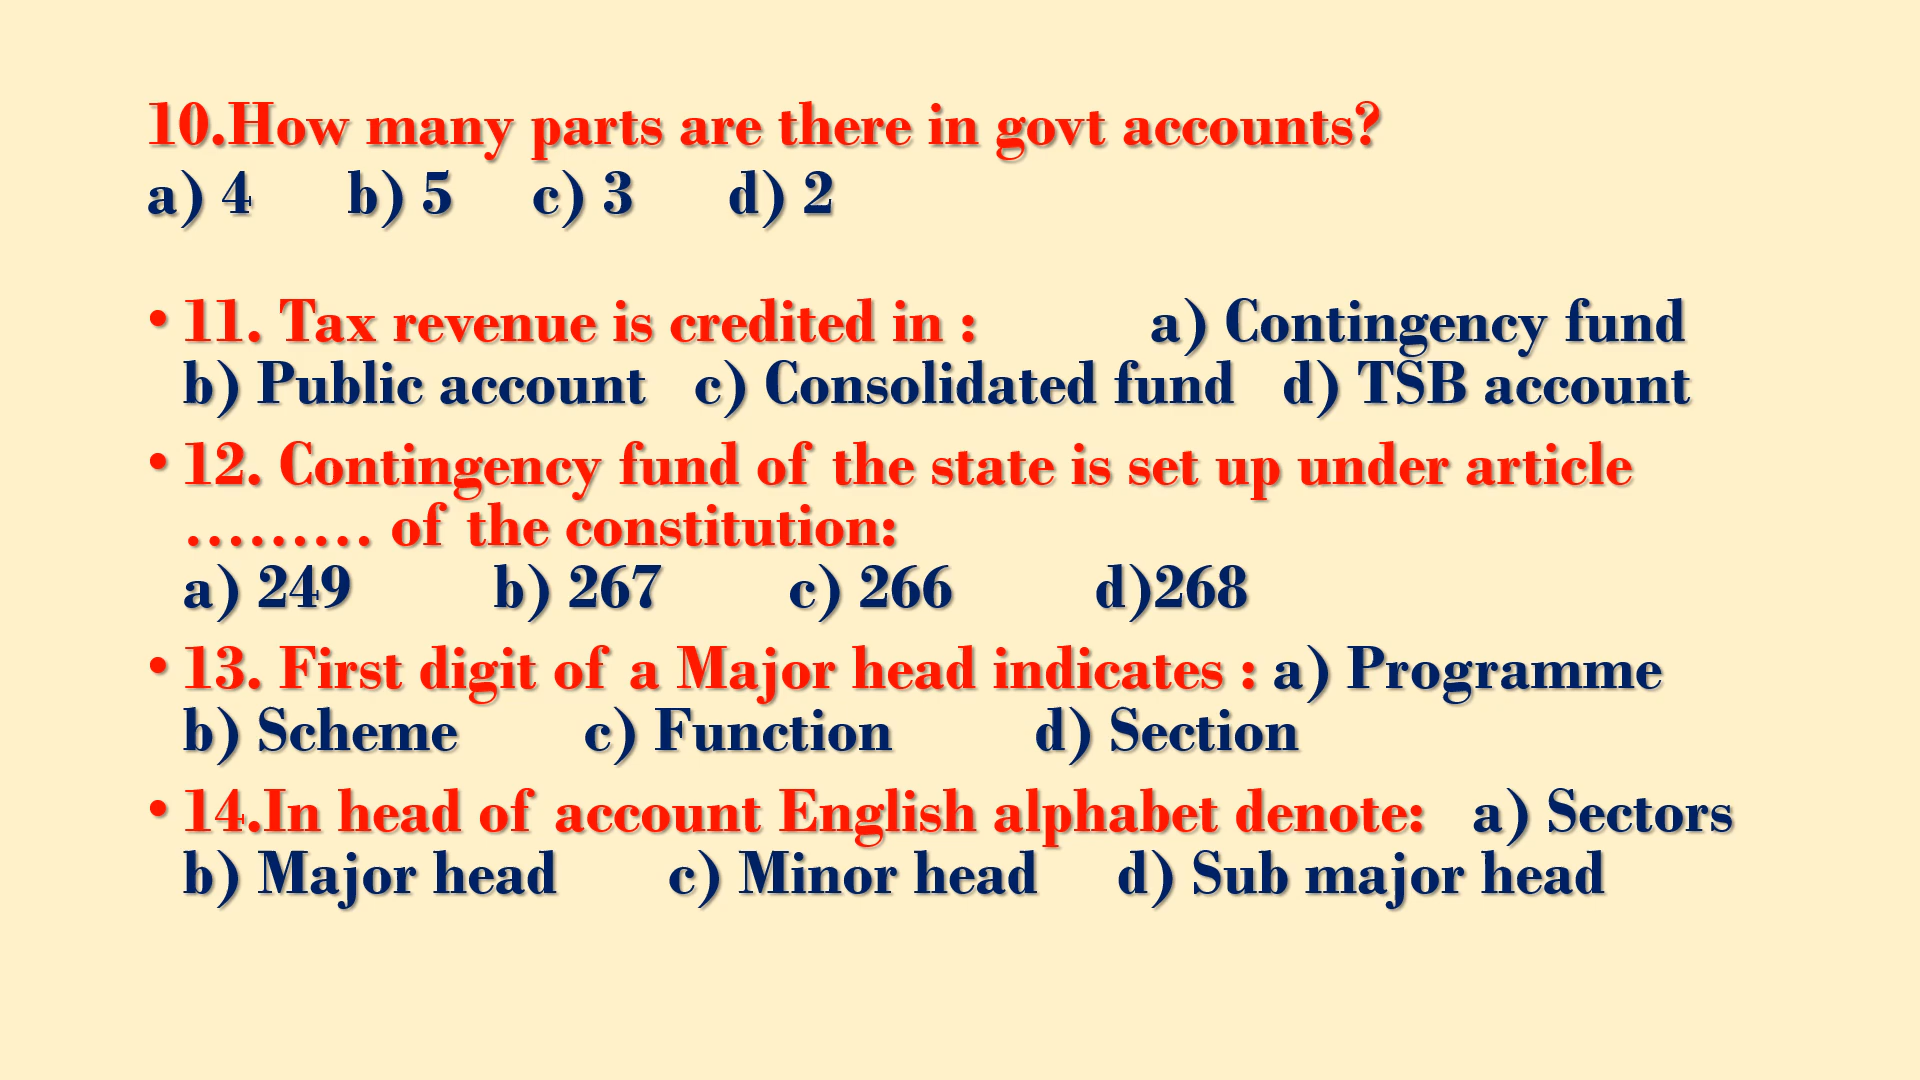 10.How many parts are there in govt accounts?
a) 4 b) 5 c) 3 d) 2
• 11. Tax revenue is credited in : a) Contingency fund
b) Public account c) Consolidated fund d) TSB account
• 12. Contingency fund of the state is set up under article
……… of the constitution:
a) 249 b) 267 c) 266 d)268
• 13. First digit of a Major head indicates : a) Programme
b) Scheme c) Function d) Section
• 14.In head of account English alphabet denote: a) Sectors
b) Major head c) Minor head d) Sub major head